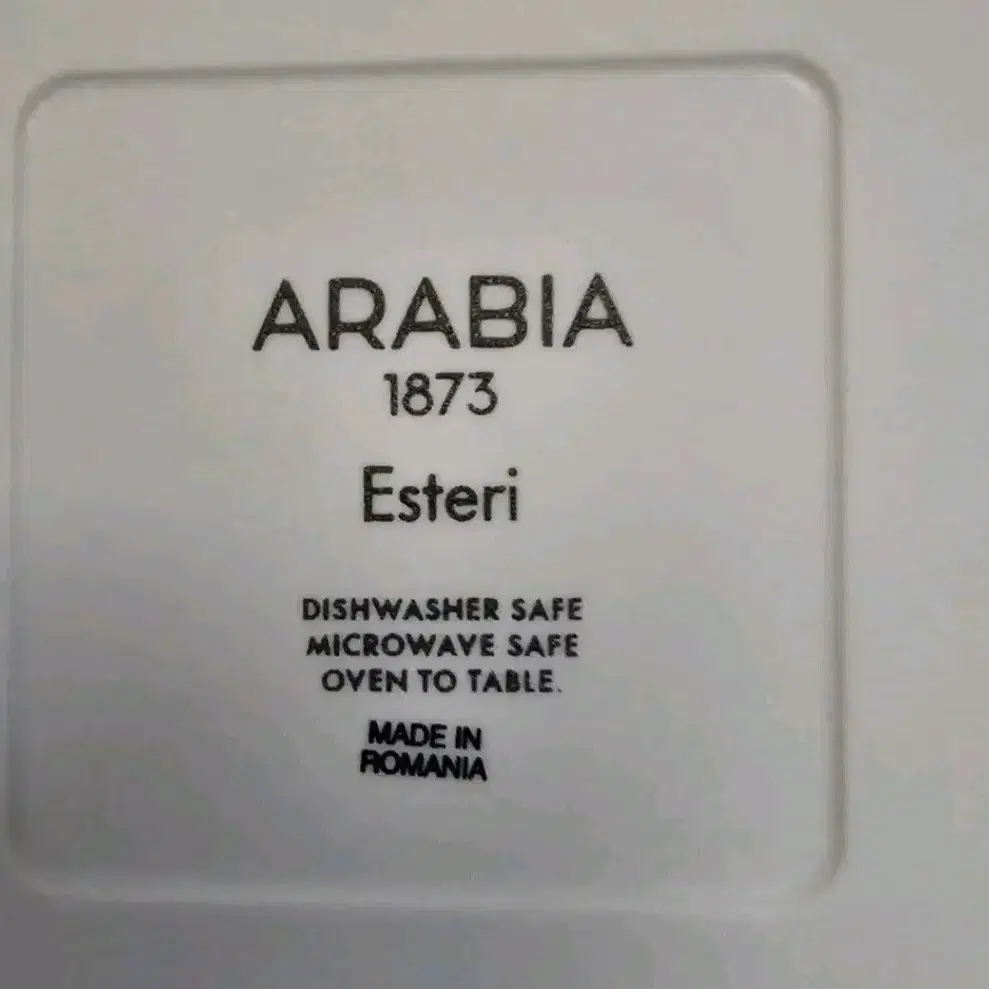 ARABIA
1873
Esteri
DISHWASHER SAFE
MICROWAVE SAFE
OVEN TO TABLE.
MADE IN
ROMANIA